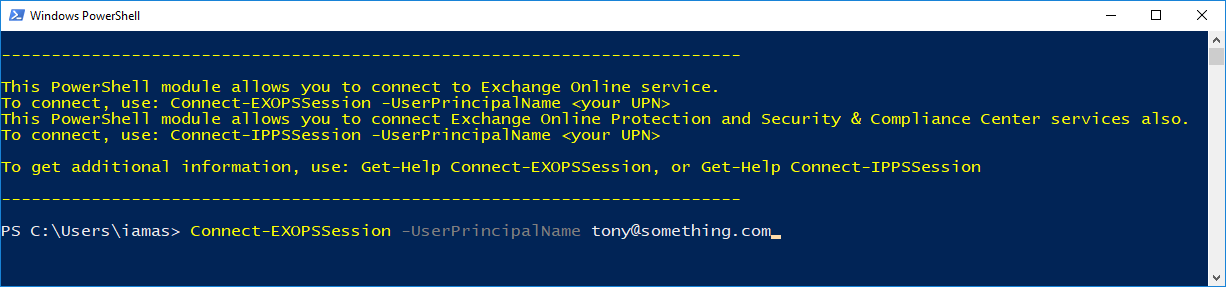 Windows PowerShell
--------------------------------------------------------------------------
This PowerShell module allows you to connect to Exchange Online service.
To connect, use: Connect-EXOPSSession -UserPrincipalName <your UPN>
This PowerShell module allows you to connect Exchange Online Protection and Security & Compliance Center services also.
To connect, use: Connect-IPPSSession -UserPrincipalName <your UPN>
To get additional information, use: Get-Help Connect-EXOPSSession, or Get-Help Connect-IPPSSession
--------------------------------------------------------------------------
PS C:\Users\iamas> Connect-EXOPSSession -UserPrincipalName tony@something.com